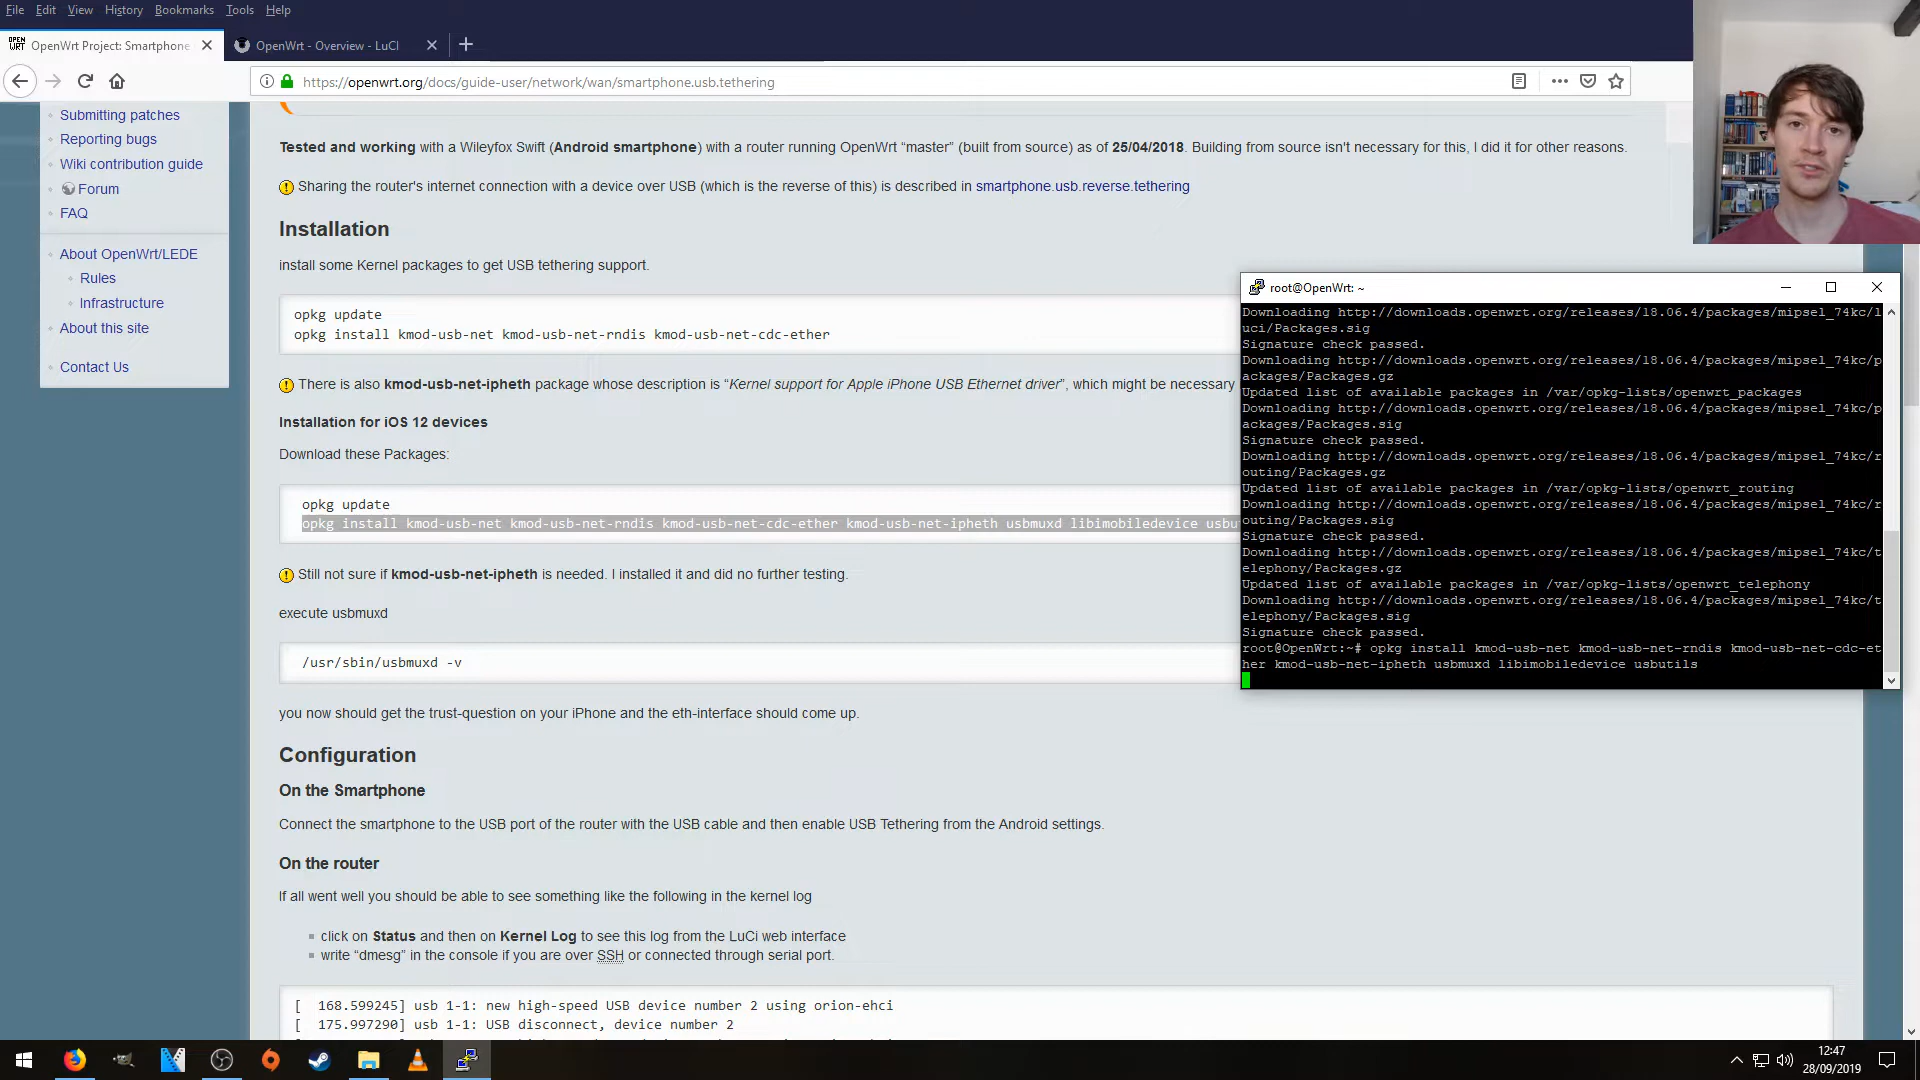 File Edit View History Bookmarks Tools Help
OPEN WRT OpenWrt Project: Smartphone
OpenWrt - Overview - LuCI
https://openwrt.org/docs/guide-user/network/wan/smartphone.usb.tethering
Submitting patches
Reporting bugs
Wiki contribution guide
Forum
FAQ
About OpenWrt/LEDE
Rules
Infrastructure
About this site
Contact Us
Tested and working with a Wileyfox Swift (Android smartphone) with a router running OpenWrt “master” (built from source) as of 25/04/2018. Building from source isn't necessary for this, I did it for other reasons.
Sharing the router's internet connection with a device over USB (which is the reverse of this) is described in smartphone.usb.reverse.tethering
Installation
install some Kernel packages to get USB tethering support.
opkg update
opkg install kmod-usb-net kmod-usb-net-rndis kmod-usb-net-cdc-ether
There is also kmod-usb-net-ipheth package whose description is “Kernel support for Apple iPhone USB Ethernet driver”, which might be necessary
Installation for iOS 12 devices
Download these Packages:
opkg update
opkg install kmod-usb-net kmod-usb-net-rndis kmod-usb-net-cdc-ether kmod-usb-net-ipheth usbmuxd libimobiledevice usbu
Still not sure if kmod-usb-net-ipheth is needed. I installed it and did no further testing.
execute usbmuxd
/usr/sbin/usbmuxd -v
you now should get the trust-question on your iPhone and the eth-interface should come up.
Configuration
On the Smartphone
Connect the smartphone to the USB port of the router with the USB cable and then enable USB Tethering from the Android settings.
On the router
If all went well you should be able to see something like the following in the kernel log
click on Status and then on Kernel Log to see this log from the LuCi web interface
write “dmesg” in the console if you are over SSH or connected through serial port.
[  168.599245] usb 1-1: new high-speed USB device number 2 using orion-ehci
[  175.997290] usb 1-1: USB disconnect, device number 2
root@OpenWrt: ~
Downloading http://downloads.openwrt.org/releases/18.06.4/packages/mipsel_74kc/l
uci/Packages.sig
Signature check passed.
Downloading http://downloads.openwrt.org/releases/18.06.4/packages/mipsel_74kc/p
ackages/Packages.gz
Updated list of available packages in /var/opkg-lists/openwrt_packages
Downloading http://downloads.openwrt.org/releases/18.06.4/packages/mipsel_74kc/p
ackages/Packages.sig
Signature check passed.
Downloading http://downloads.openwrt.org/releases/18.06.4/packages/mipsel_74kc/r
outing/Packages.gz
Updated list of available packages in /var/opkg-lists/openwrt_routing
Downloading http://downloads.openwrt.org/releases/18.06.4/packages/mipsel_74kc/r
outing/Packages.sig
Signature check passed.
Downloading http://downloads.openwrt.org/releases/18.06.4/packages/mipsel_74kc/t
elephony/Packages.gz
Updated list of available packages in /var/opkg-lists/openwrt_telephony
Downloading http://downloads.openwrt.org/releases/18.06.4/packages/mipsel_74kc/t
elephony/Packages.sig
Signature check passed.
root@OpenWrt:~# opkg install kmod-usb-net kmod-usb-net-rndis kmod-usb-net-cdc-et
her kmod-usb-net-ipheth usbmuxd libimobiledevice usbutils
12:47
28/09/2019